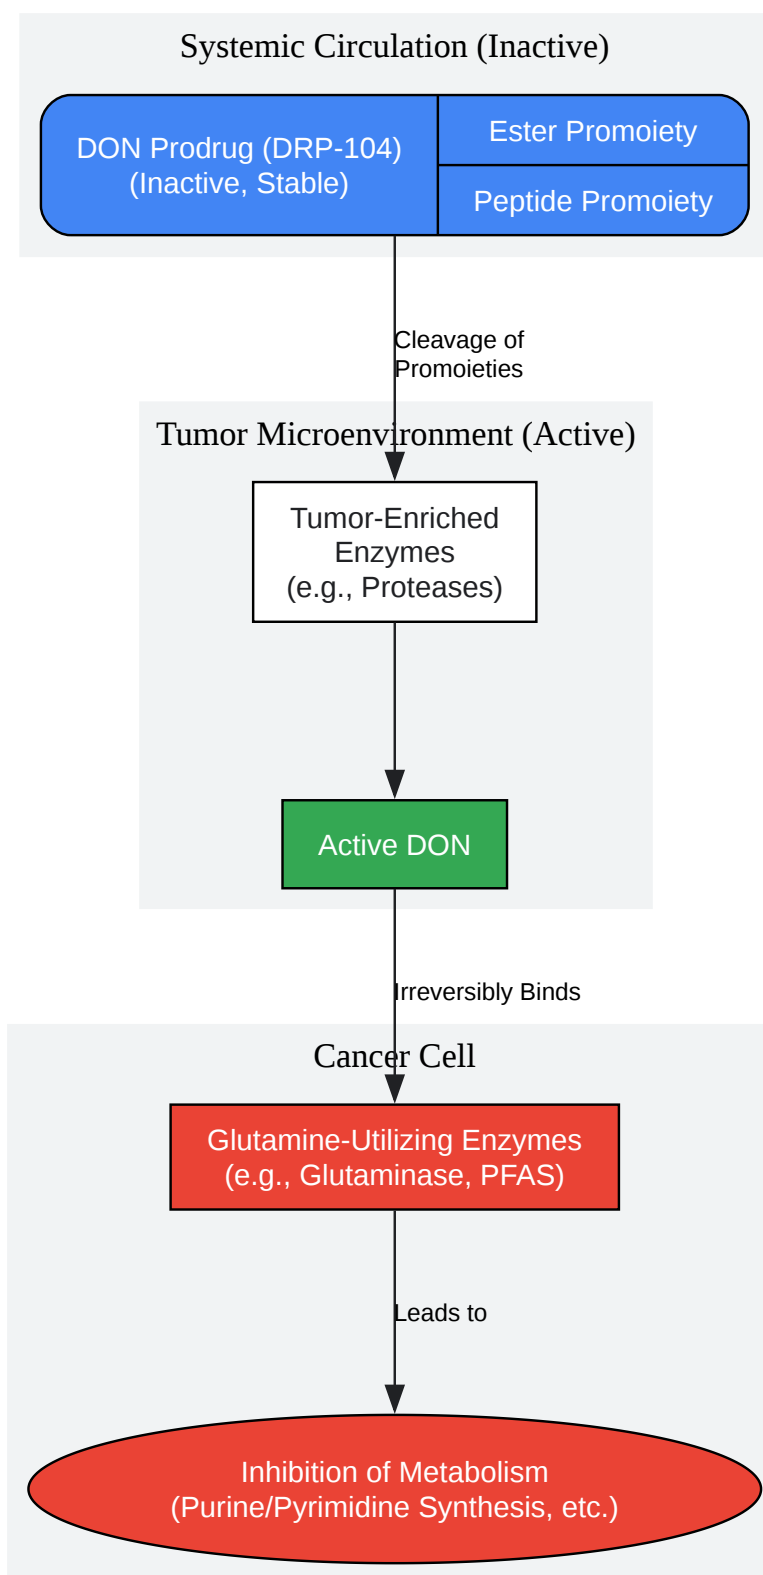 Systemic Circulation (Inactive)
DON Prodrug (DRP-104)
(Inactive, Stable)
Ester Promoiety
Peptide Promoiety
Cleavage of
Promoieties
Tumor Microenvironment (Active)
Tumor-Enriched
Enzymes
(e.g., Proteases)
Active DON
Irreversibly Binds
Cancer Cell
Glutamine-Utilizing Enzymes
(e.g., Glutaminase, PFAS)
Leads to
Inhibition of Metabolism
(Purine/Pyrimidine Synthesis, etc.)